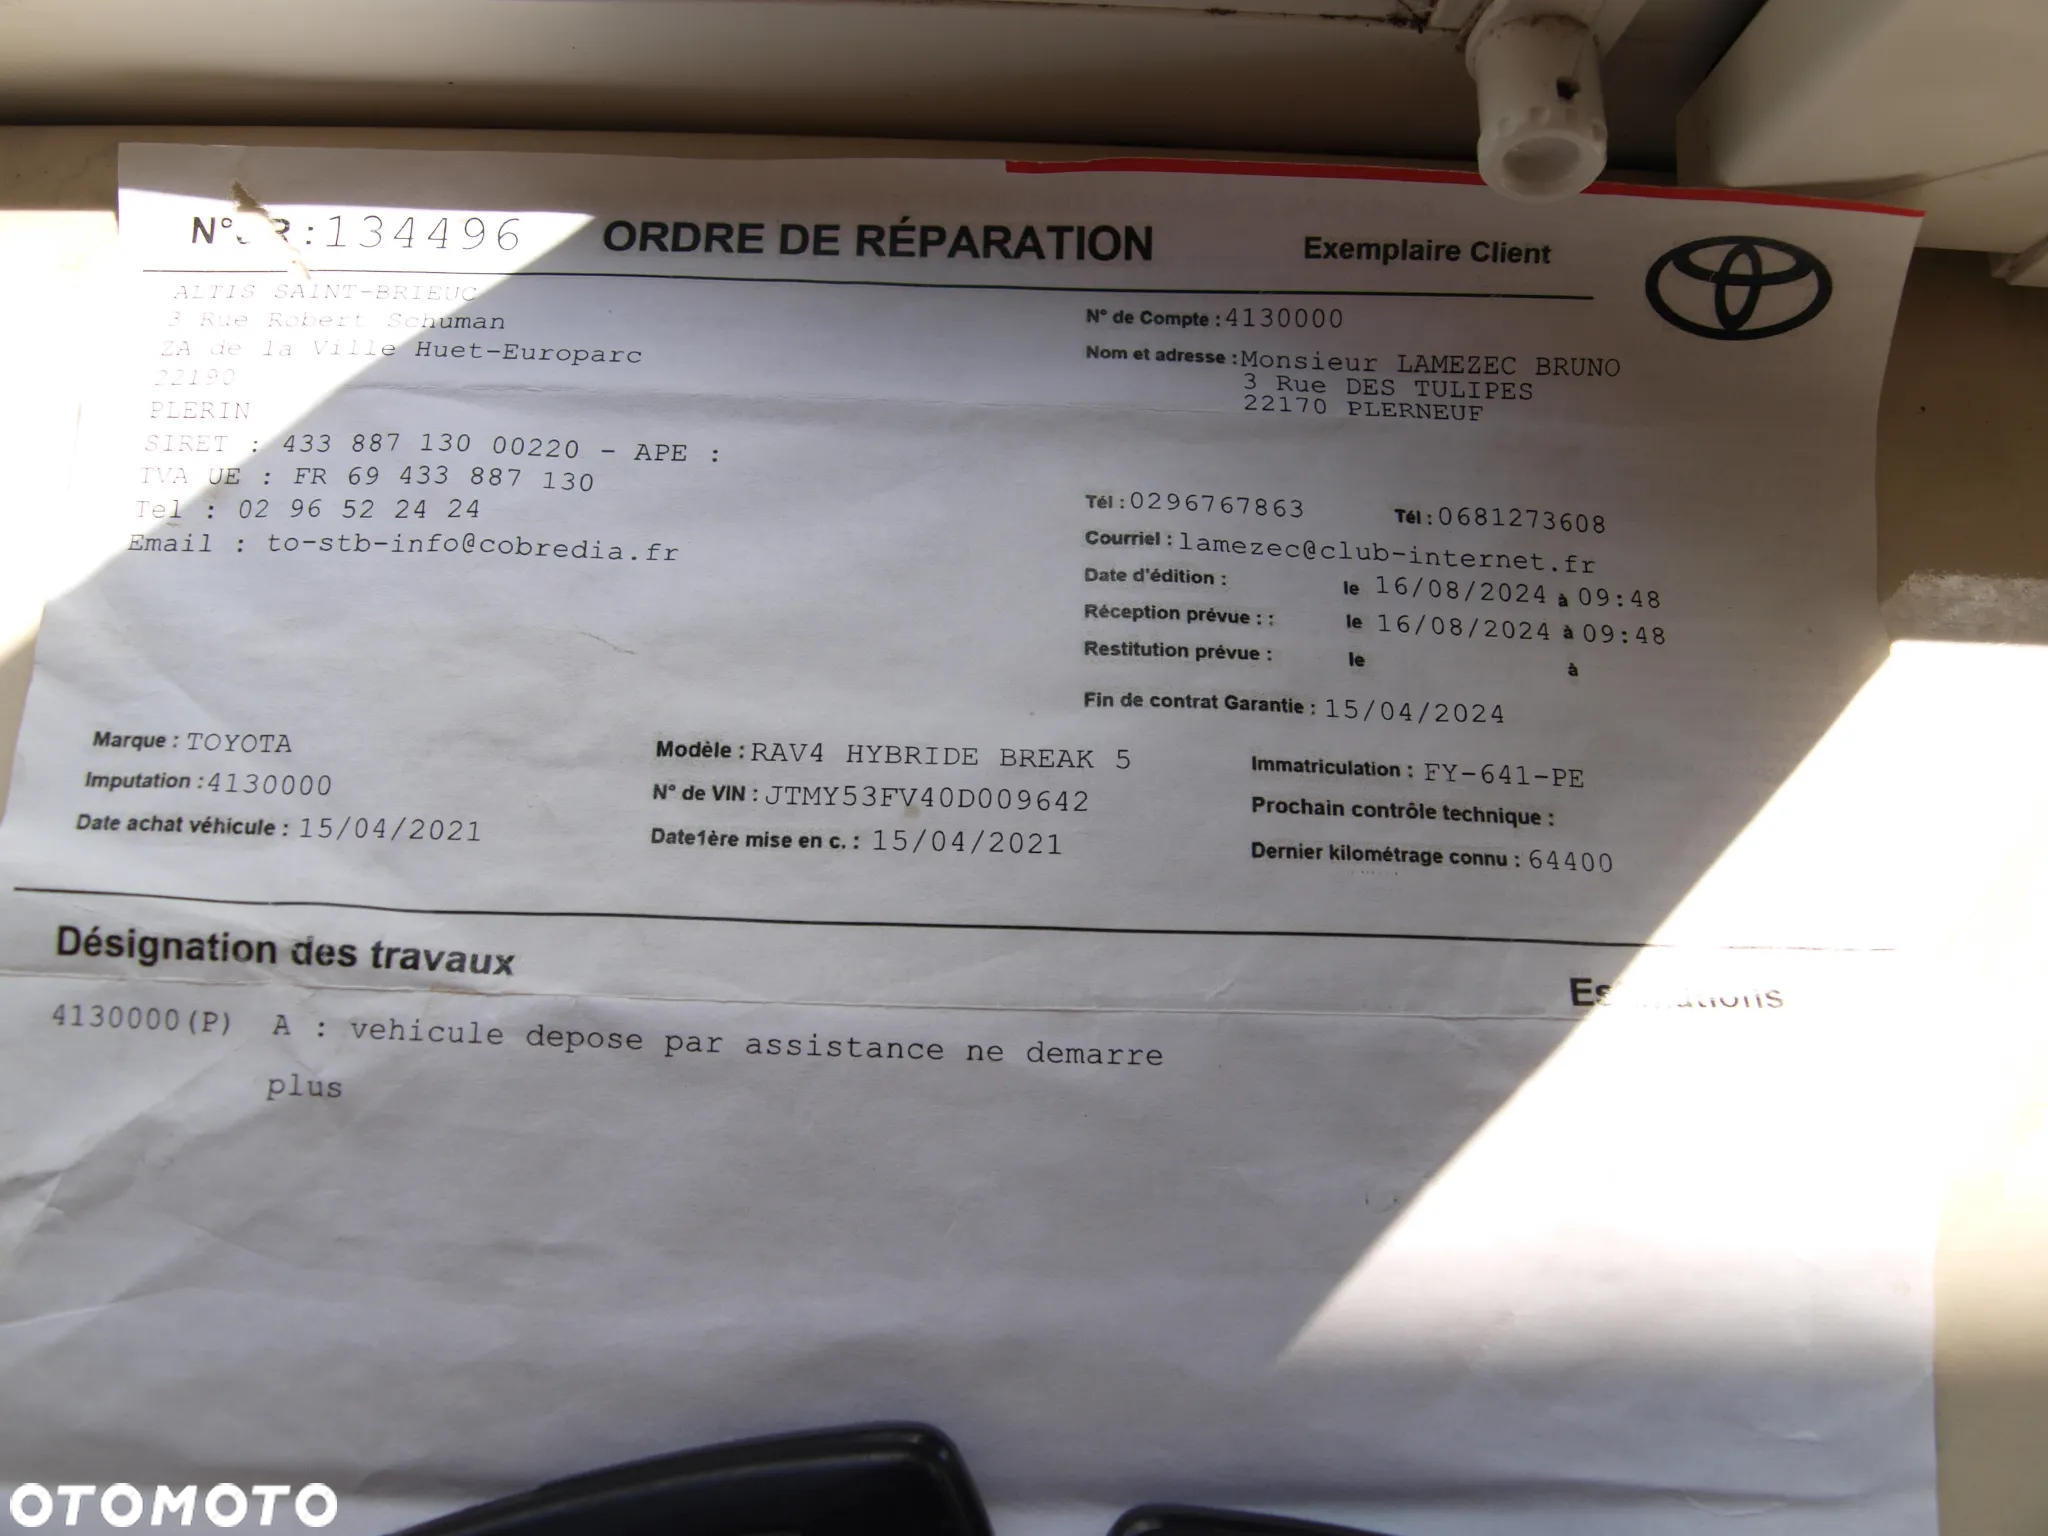 N° : 134496
ORDRE DE RÉPARATION
Exemplaire Client
ALTIS SAINT-BRIEUC
3 Rue Robert Schuman
ZA de la Ville Huet-Europarc
22190
PLERIN
SIRET : 433 887 130 00220 - APE :
TVA UE : FR 69 433 887 130
Tel : 02 96 52 24 24
Email : to-stb-info@cobredia.fr
N° de Compte : 4130000
Nom et adresse : Monsieur LAMEZEC BRUNO
3 Rue DES TULIPES
22170 PLERNEUF
Tél : 0296767863 Tél : 0681273608
Courriel : lamezec@club-internet.fr
Date d'édition : le 16/08/2024 à 09:48
Réception prévue : : le 16/08/2024 à 09:48
Restitution prévue : le à
Fin de contrat Garantie : 15/04/2024
Marque : TOYOTA Modèle : RAV4 HYBRIDE BREAK 5 Immatriculation : FY-641-PE
Imputation : 4130000 N° de VIN : JTMY53FV40D009642 Prochain contrôle technique :
Date achat véhicule : 15/04/2021 Date1ère mise en c. : 15/04/2021 Dernier kilométrage connu : 64400
Désignation des travaux
4130000(P) A : vehicule depose par assistance ne demarre
plus
OTOMOTO